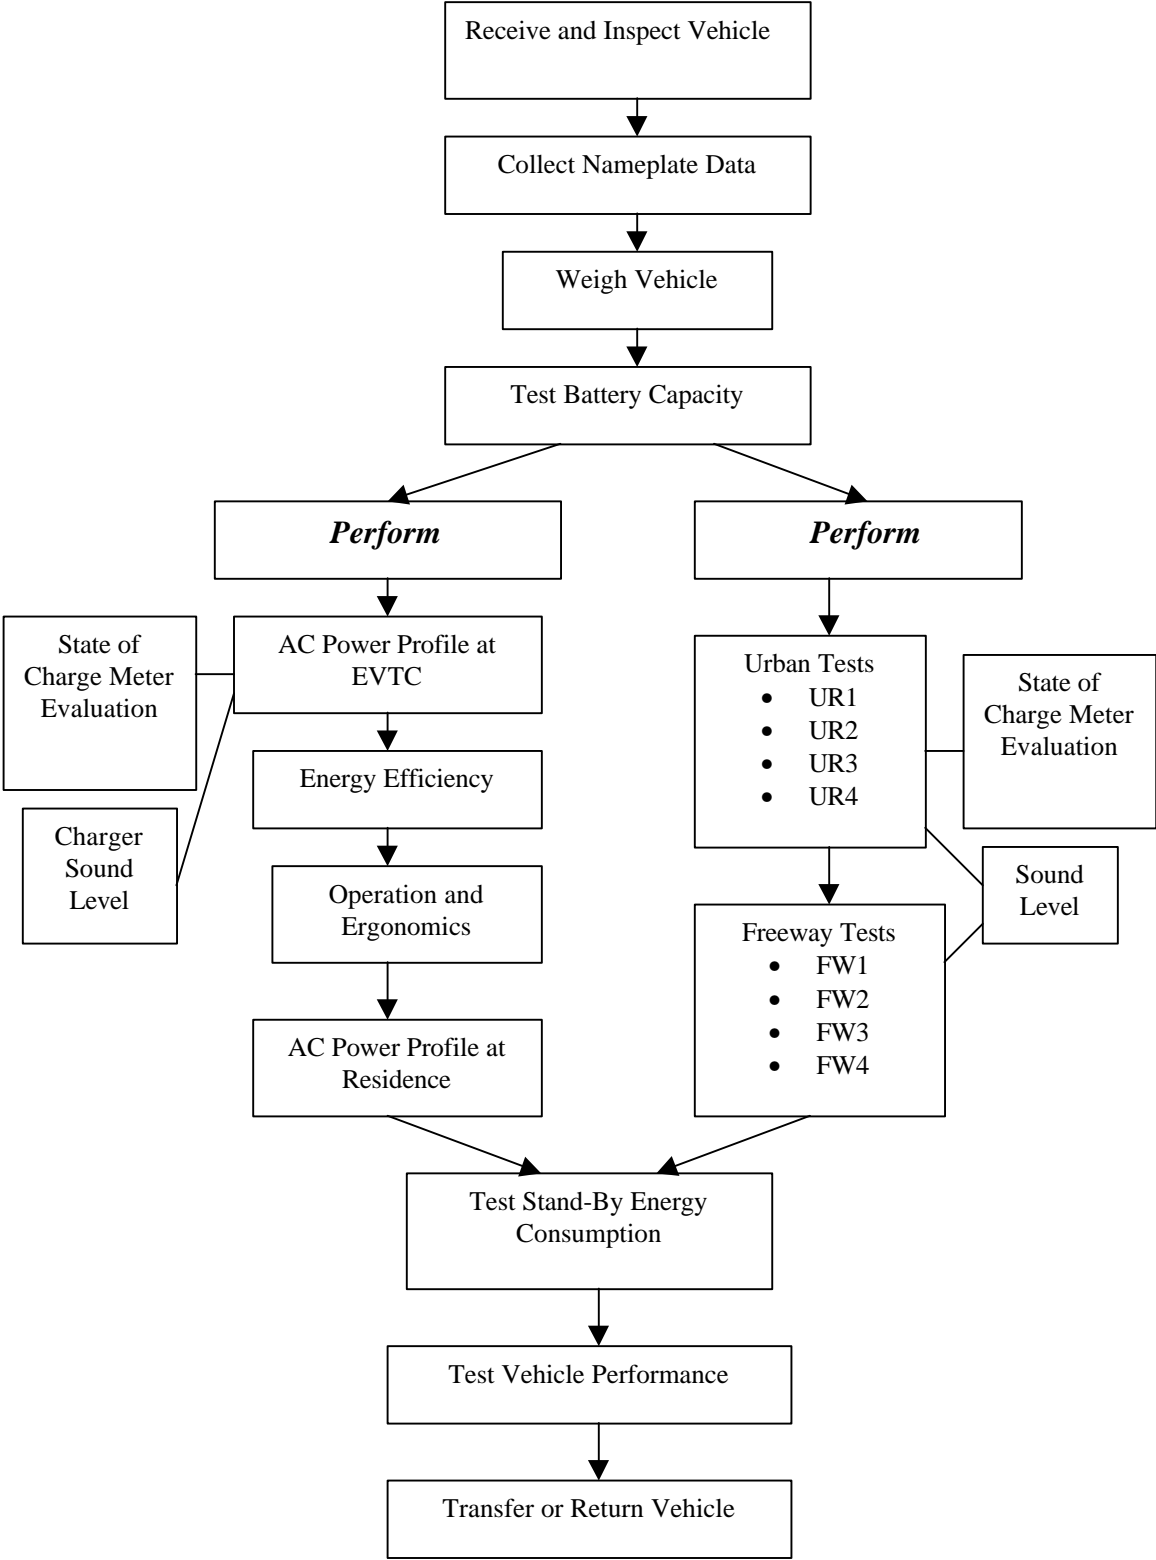 Receive and Inspect Vehicle
Collect Nameplate Data
Weigh Vehicle
Test Battery Capacity
Perform
Perform
State of
Charge Meter
Evaluation
AC Power Profile at
EVTC
Charger
Sound
Level
Energy Efficiency
Operation and
Ergonomics
AC Power Profile at
Residence
Urban Tests
• UR1
• UR2
• UR3
• UR4
State of
Charge Meter
Evaluation
Sound
Level
Freeway Tests
• FW1
• FW2
• FW3
• FW4
Test Stand-By Energy
Consumption
Test Vehicle Performance
Transfer or Return Vehicle